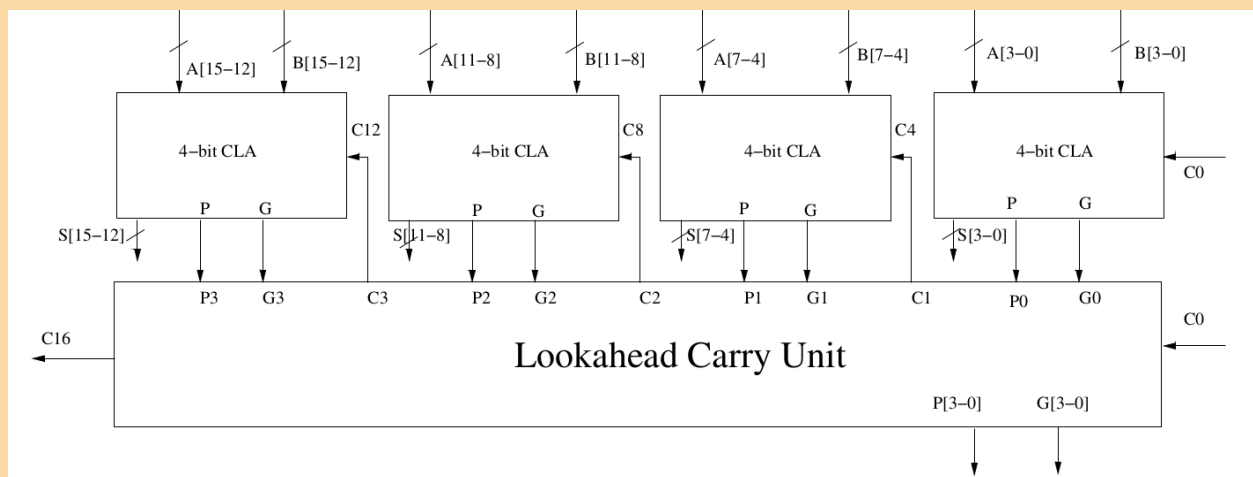 A[15−12] B[15−12] A[11−8] B[11−8] A[7−4] B[7−4] A[3−0] B[3−0]
C12 C8 C4
4−bit CLA 4−bit CLA 4−bit CLA 4−bit CLA
C0
P G P G P G P G
S[15−12] S[11−8] S[7−4] S[3−0]
P3 G3 C3 P2 G2 C2 P1 G1 C1 P0 G0
C16 C0
Lookahead Carry Unit
P[3−0] G[3−0]